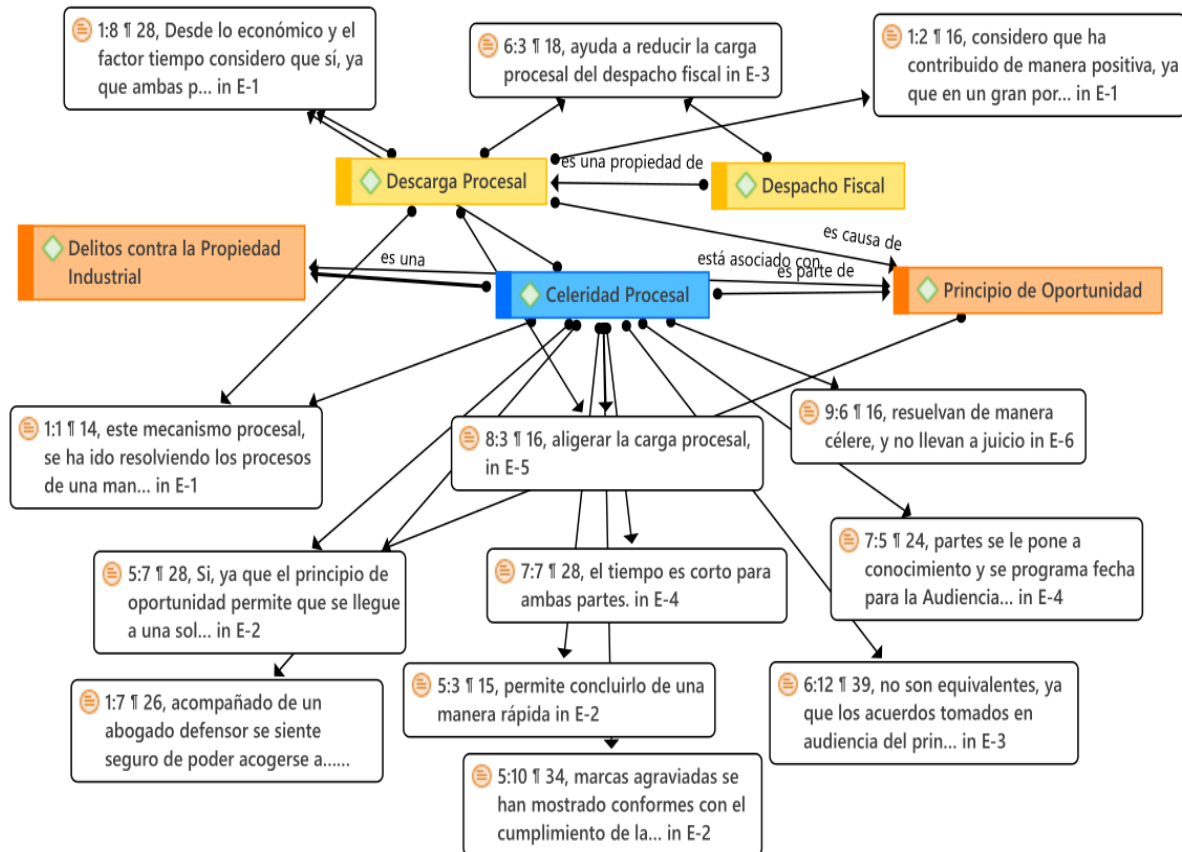 1:8 ¶ 28, Desde lo económico y el
factor tiempo considero que sí, ya
que ambas p... in E-1
6:3 ¶ 18, ayuda a reducir la carga
procesal del despacho fiscal in E-3
1:2 ¶ 16, considero que ha
contribuido de manera positiva, ya
que en un gran por... in E-1
es una propiedad de
Descarga Procesal
Despacho Fiscal
Delitos contra la Propiedad
Industrial
es una
es causa de
está asociado con
es parte de
Celeridad Procesal
Principio de Oportunidad
1:1 ¶ 14, este mecanismo procesal,
se ha ido resolviendo los procesos
de una man... in E-1
8:3 ¶ 16, aligerar la carga procesal,
in E-5
9:6 ¶ 16, resuelvan de manera
célere, y no llevan a juicio in E-6
5:7 ¶ 28, Si, ya que el principio de
oportunidad permite que se llegue
a una sol... in E-2
7:7 ¶ 28, el tiempo es corto para
ambas partes. in E-4
7:5 ¶ 24, partes se le pone a
conocimiento y se programa fecha
para la Audiencia... in E-4
1:7 ¶ 26, acompañado de un
abogado defensor se siente
seguro de poder acogerse a......
5:3 ¶ 15, permite concluirlo de una
manera rápida in E-2
6:12 ¶ 39, no son equivalentes, ya
que los acuerdos tomados en
audiencia del prin... in E-3
5:10 ¶ 34, marcas agraviadas se
han mostrado conformes con el
cumplimiento de la... in E-2